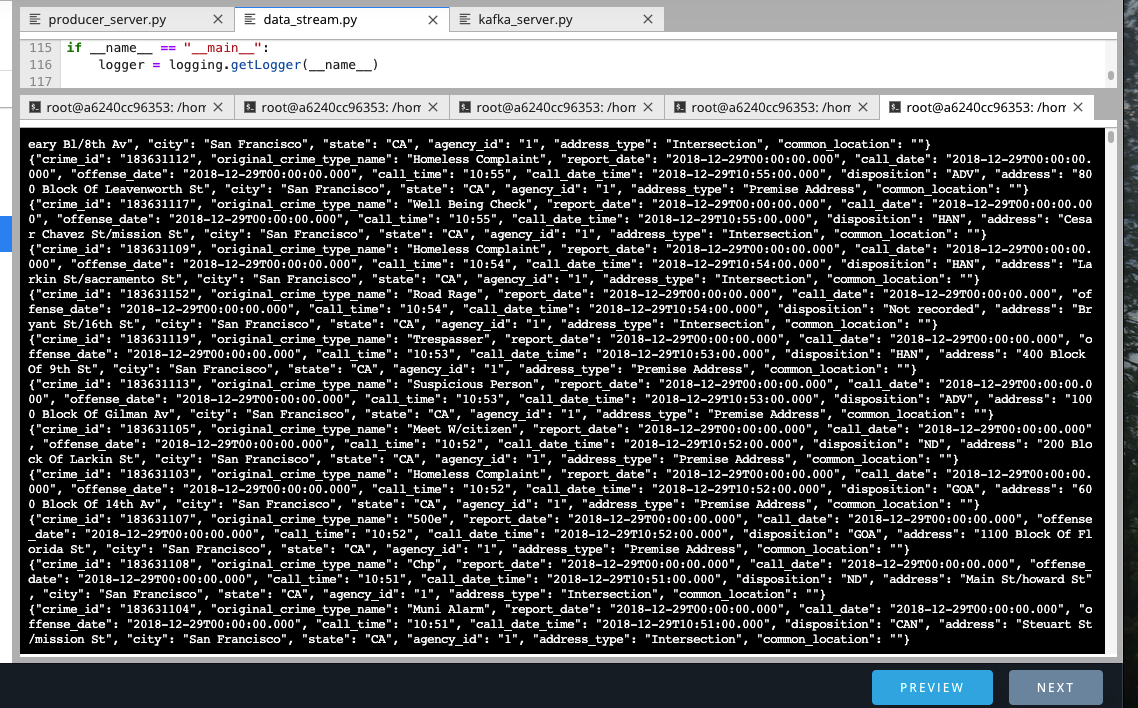 producer_server.py
data_stream.py
kafka_server.py
115 if __name__ == "__main__":
116 logger = logging.getLogger(__name__)
117
root@a6240cc96353: /hom
root@a6240cc96353: /hom
root@a6240cc96353: /hom
root@a6240cc96353: /hom
root@a6240cc96353: /hom
eary Bl/8th Av", "city": "San Francisco", "state": "CA", "agency_id": "1", "address_type": "Intersection", "common_location": ""}
{"crime_id": "183631112", "original_crime_type_name": "Homeless Complaint", "report_date": "2018-12-29T00:00:00.000", "call_date": "2018-12-29T00:00:00.
000", "offense_date": "2018-12-29T00:00:00.000", "call_time": "10:55", "call_date_time": "2018-12-29T10:55:00.000", "disposition": "ADV", "address": "80
0 Block Of Leavenworth St", "city": "San Francisco", "state": "CA", "agency_id": "1", "address_type": "Premise Address", "common_location": ""}
{"crime_id": "183631117", "original_crime_type_name": "Well Being Check", "report_date": "2018-12-29T00:00:00.000", "call_date": "2018-12-29T00:00:00.00
0", "offense_date": "2018-12-29T00:00:00.000", "call_time": "10:55", "call_date_time": "2018-12-29T10:55:00.000", "disposition": "HAN", "address": "Cesa
r Chavez St/mission St", "city": "San Francisco", "state": "CA", "agency_id": "1", "address_type": "Intersection", "common_location": ""}
{"crime_id": "183631109", "original_crime_type_name": "Homeless Complaint", "report_date": "2018-12-29T00:00:00.000", "call_date": "2018-12-29T00:00:00.
000", "offense_date": "2018-12-29T00:00:00.000", "call_time": "10:54", "call_date_time": "2018-12-29T10:54:00.000", "disposition": "HAN", "address": "La
rkin St/sacramento St", "city": "San Francisco", "state": "CA", "agency_id": "1", "address_type": "Intersection", "common_location": ""}
{"crime_id": "183631152", "original_crime_type_name": "Road Rage", "report_date": "2018-12-29T00:00:00.000", "call_date": "2018-12-29T00:00:00.000", "of
fense_date": "2018-12-29T00:00:00.000", "call_time": "10:54", "call_date_time": "2018-12-29T10:54:00.000", "disposition": "Not recorded", "address": "Br
yant St/16th St", "city": "San Francisco", "state": "CA", "agency_id": "1", "address_type": "Intersection", "common_location": ""}
{"crime_id": "183631119", "original_crime_type_name": "Trespasser", "report_date": "2018-12-29T00:00:00.000", "call_date": "2018-12-29T00:00:00.000", "o
ffense_date": "2018-12-29T00:00:00.000", "call_time": "10:53", "call_date_time": "2018-12-29T10:53:00.000", "disposition": "HAN", "address": "400 Block
Of 9th St", "city": "San Francisco", "state": "CA", "agency_id": "1", "address_type": "Premise Address", "common_location": ""}
{"crime_id": "183631113", "original_crime_type_name": "Suspicious Person", "report_date": "2018-12-29T00:00:00.000", "call_date": "2018-12-29T00:00:00.0
00", "offense_date": "2018-12-29T00:00:00.000", "call_time": "10:53", "call_date_time": "2018-12-29T10:53:00.000", "disposition": "ADV", "address": "100
0 Block Of Gilman Av", "city": "San Francisco", "state": "CA", "agency_id": "1", "address_type": "Premise Address", "common_location": ""}
{"crime_id": "183631105", "original_crime_type_name": "Meet W/citizen", "report_date": "2018-12-29T00:00:00.000", "call_date": "2018-12-29T00:00:00.000"
, "offense_date": "2018-12-29T00:00:00.000", "call_time": "10:52", "call_date_time": "2018-12-29T10:52:00.000", "disposition": "ND", "address": "200 Blo
ck Of Larkin St", "city": "San Francisco", "state": "CA", "agency_id": "1", "address_type": "Premise Address", "common_location": ""}
{"crime_id": "183631103", "original_crime_type_name": "Homeless Complaint", "report_date": "2018-12-29T00:00:00.000", "call_date": "2018-12-29T00:00:00.
000", "offense_date": "2018-12-29T00:00:00.000", "call_time": "10:52", "call_date_time": "2018-12-29T10:52:00.000", "disposition": "GOA", "address": "60
0 Block Of 14th Av", "city": "San Francisco", "state": "CA", "agency_id": "1", "address_type": "Premise Address", "common_location": ""}
{"crime_id": "183631107", "original_crime_type_name": "500e", "report_date": "2018-12-29T00:00:00.000", "call_date": "2018-12-29T00:00:00.000", "offense
_date": "2018-12-29T00:00:00.000", "call_time": "10:52", "call_date_time": "2018-12-29T10:52:00.000", "disposition": "GOA", "address": "1100 Block Of Fl
orida St", "city": "San Francisco", "state": "CA", "agency_id": "1", "address_type": "Premise Address", "common_location": ""}
{"crime_id": "183631108", "original_crime_type_name": "Chp", "report_date": "2018-12-29T00:00:00.000", "call_date": "2018-12-29T00:00:00.000", "offense_
date": "2018-12-29T00:00:00.000", "call_time": "10:51", "call_date_time": "2018-12-29T10:51:00.000", "disposition": "ND", "address": "Main St/howard St"
, "city": "San Francisco", "state": "CA", "agency_id": "1", "address_type": "Intersection", "common_location": ""}
{"crime_id": "183631104", "original_crime_type_name": "Muni Alarm", "report_date": "2018-12-29T00:00:00.000", "call_date": "2018-12-29T00:00:00.000", "o
ffense_date": "2018-12-29T00:00:00.000", "call_time": "10:51", "call_date_time": "2018-12-29T10:51:00.000", "disposition": "CAN", "address": "Steuart St
/mission St", "city": "San Francisco", "state": "CA", "agency_id": "1", "address_type": "Intersection", "common_location": ""}
PREVIEW
NEXT